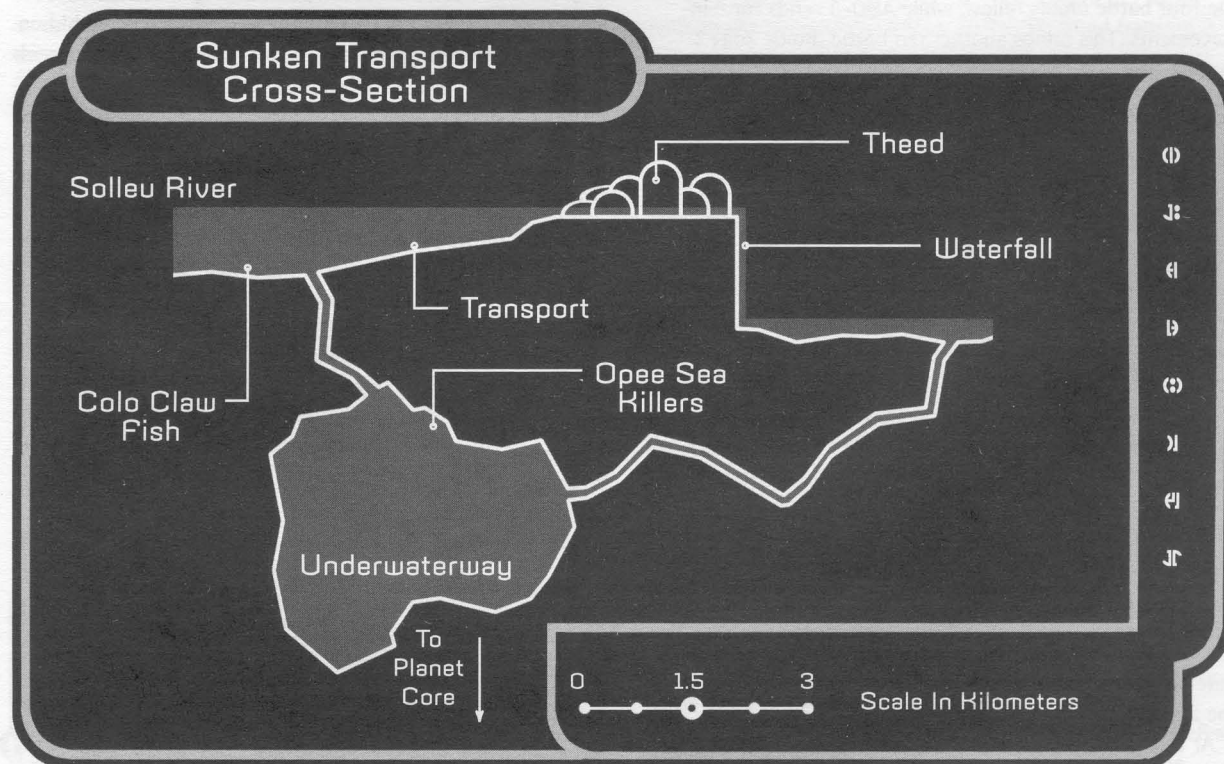 Sunken Transport
Cross-Section
Theed
Solleu River
Waterfall
Transport
Opee Sea
Killers
Colo Claw
Fish
Underwaterway
To
Planet
Core
0 1.5 3
Scale In Kilometers